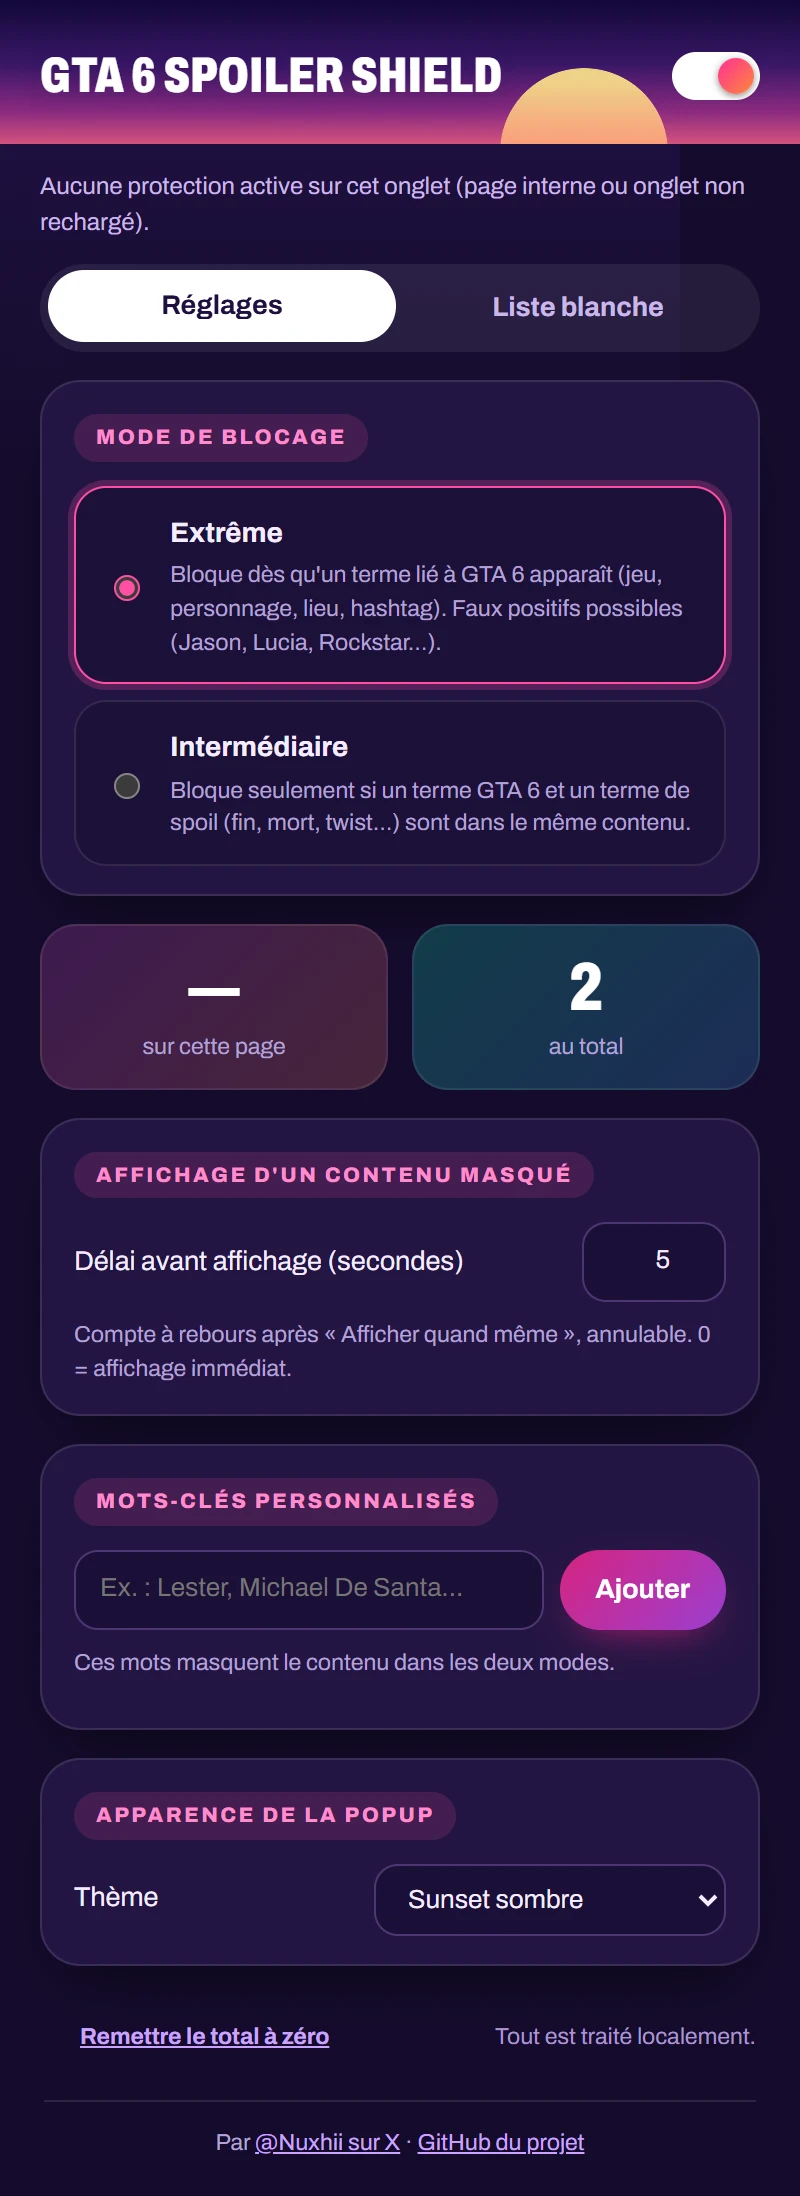 GTA 6 SPOILER SHIELD
Aucune protection active sur cet onglet (page interne ou onglet non
rechargé).
Réglages
Liste blanche
MODE DE BLOCAGE
Extrême
Bloque dès qu'un terme lié à GTA 6 apparaît (jeu,
personnage, lieu, hashtag). Faux positifs possibles
(Jason, Lucia, Rockstar…).
Intermédiaire
Bloque seulement si un terme GTA 6 et un terme de
spoil (fin, mort, twist…) sont dans le même contenu.
—
sur cette page
2
au total
AFFICHAGE D'UN CONTENU MASQUÉ
Délai avant affichage (secondes)
5
Compte à rebours après « Afficher quand même », annulable. 0
= affichage immédiat.
MOTS-CLÉS PERSONNALISÉS
Ex. : Lester, Michael De Santa…
Ajouter
Ces mots masquent le contenu dans les deux modes.
APPARENCE DE LA POPUP
Thème
Sunset sombre
Remettre le total à zéro
Tout est traité localement.
Par @Nuxhii sur X · GitHub du projet